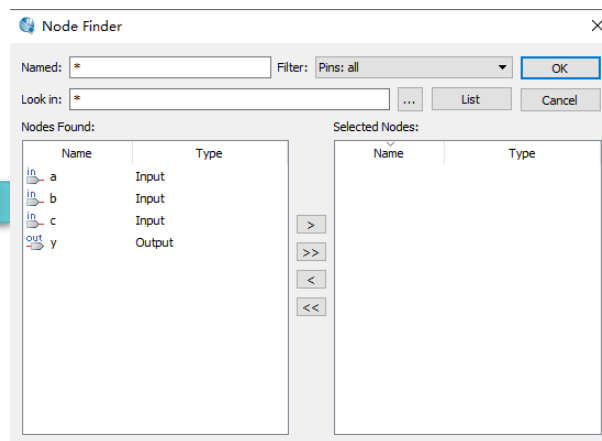 Node Finder
Named: * Filter: Pins: all OK
Look in: * ... List Cancel
Nodes Found: Selected Nodes:
Name Type Name Type
in a Input
in b Input
in c Input
out y Output
>
>>
<
<<